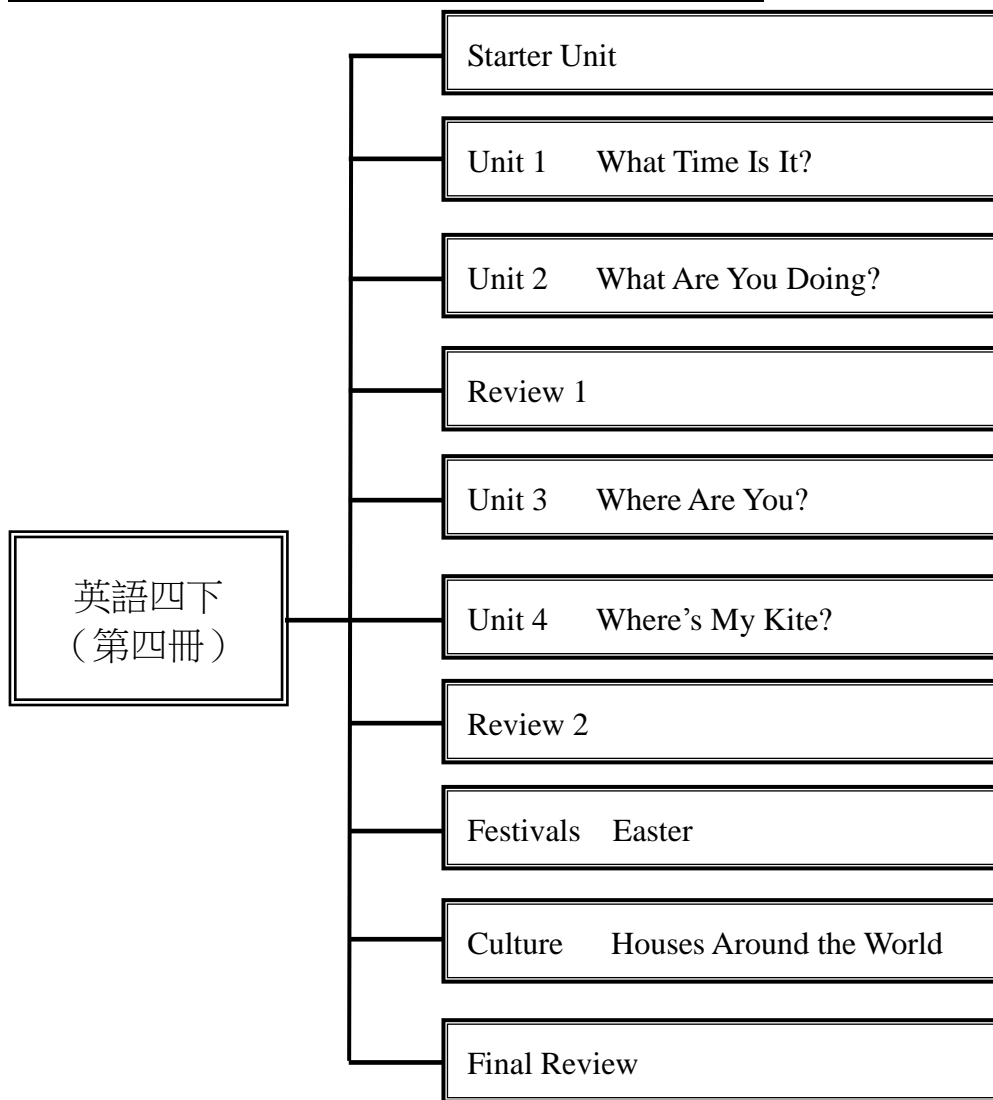 Starter Unit
Unit 1 What Time Is It?
Unit 2 What Are You Doing?
Review 1
Unit 3 Where Are You?
英語四下
（第四冊）
Unit 4 Where’s My Kite?
Review 2
Festivals Easter
Culture Houses Around the World
Final Review